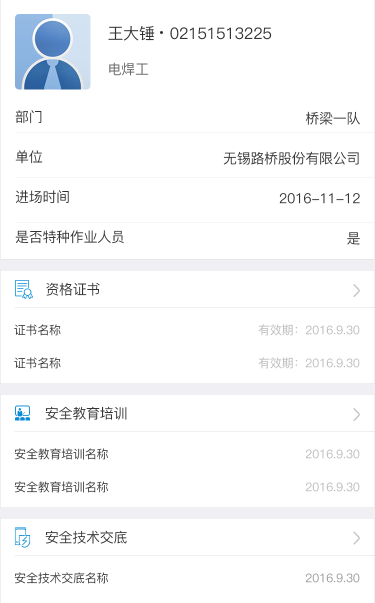 王大锤·02151513225
电焊工
部门 桥梁一队
单位 无锡路桥股份有限公司
进场时间 2016-11-12
是否特种作业人员 是
资格证书
证书名称 有效期：2016.9.30
证书名称 有效期：2016.9.30
安全教育培训
安全教育培训名称 2016.9.30
安全教育培训名称 2016.9.30
安全技术交底
安全技术交底名称 2016.9.30